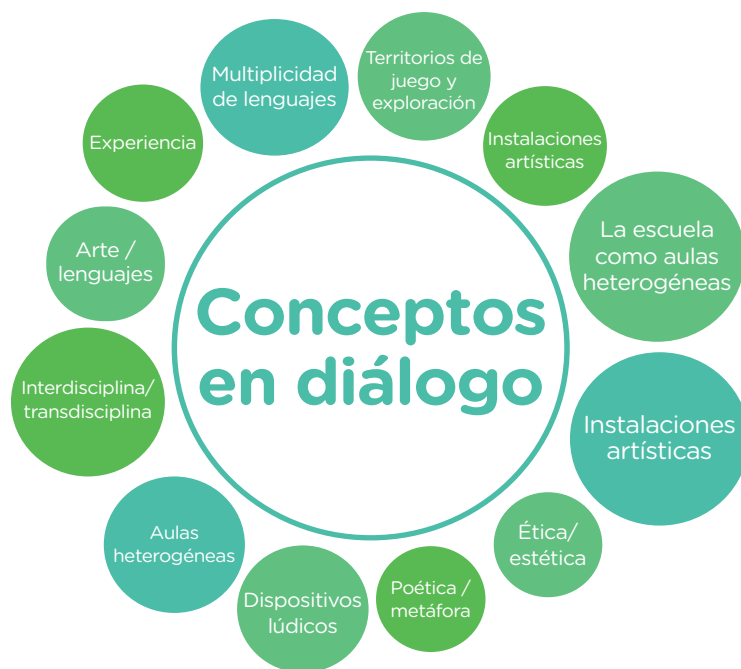 Conceptos
en diálogo
Multiplicidad
de lenguajes
Territorios de
juego y
exploración
Instalaciones
artísticas
La escuela
como aulas
heterogéneas
Instalaciones
artísticas
Ética/
estética
Poética /
metáfora
Dispositivos
lúdicos
Aulas
heterogéneas
Interdisciplina/
transdisciplina
Arte /
lenguajes
Experiencia